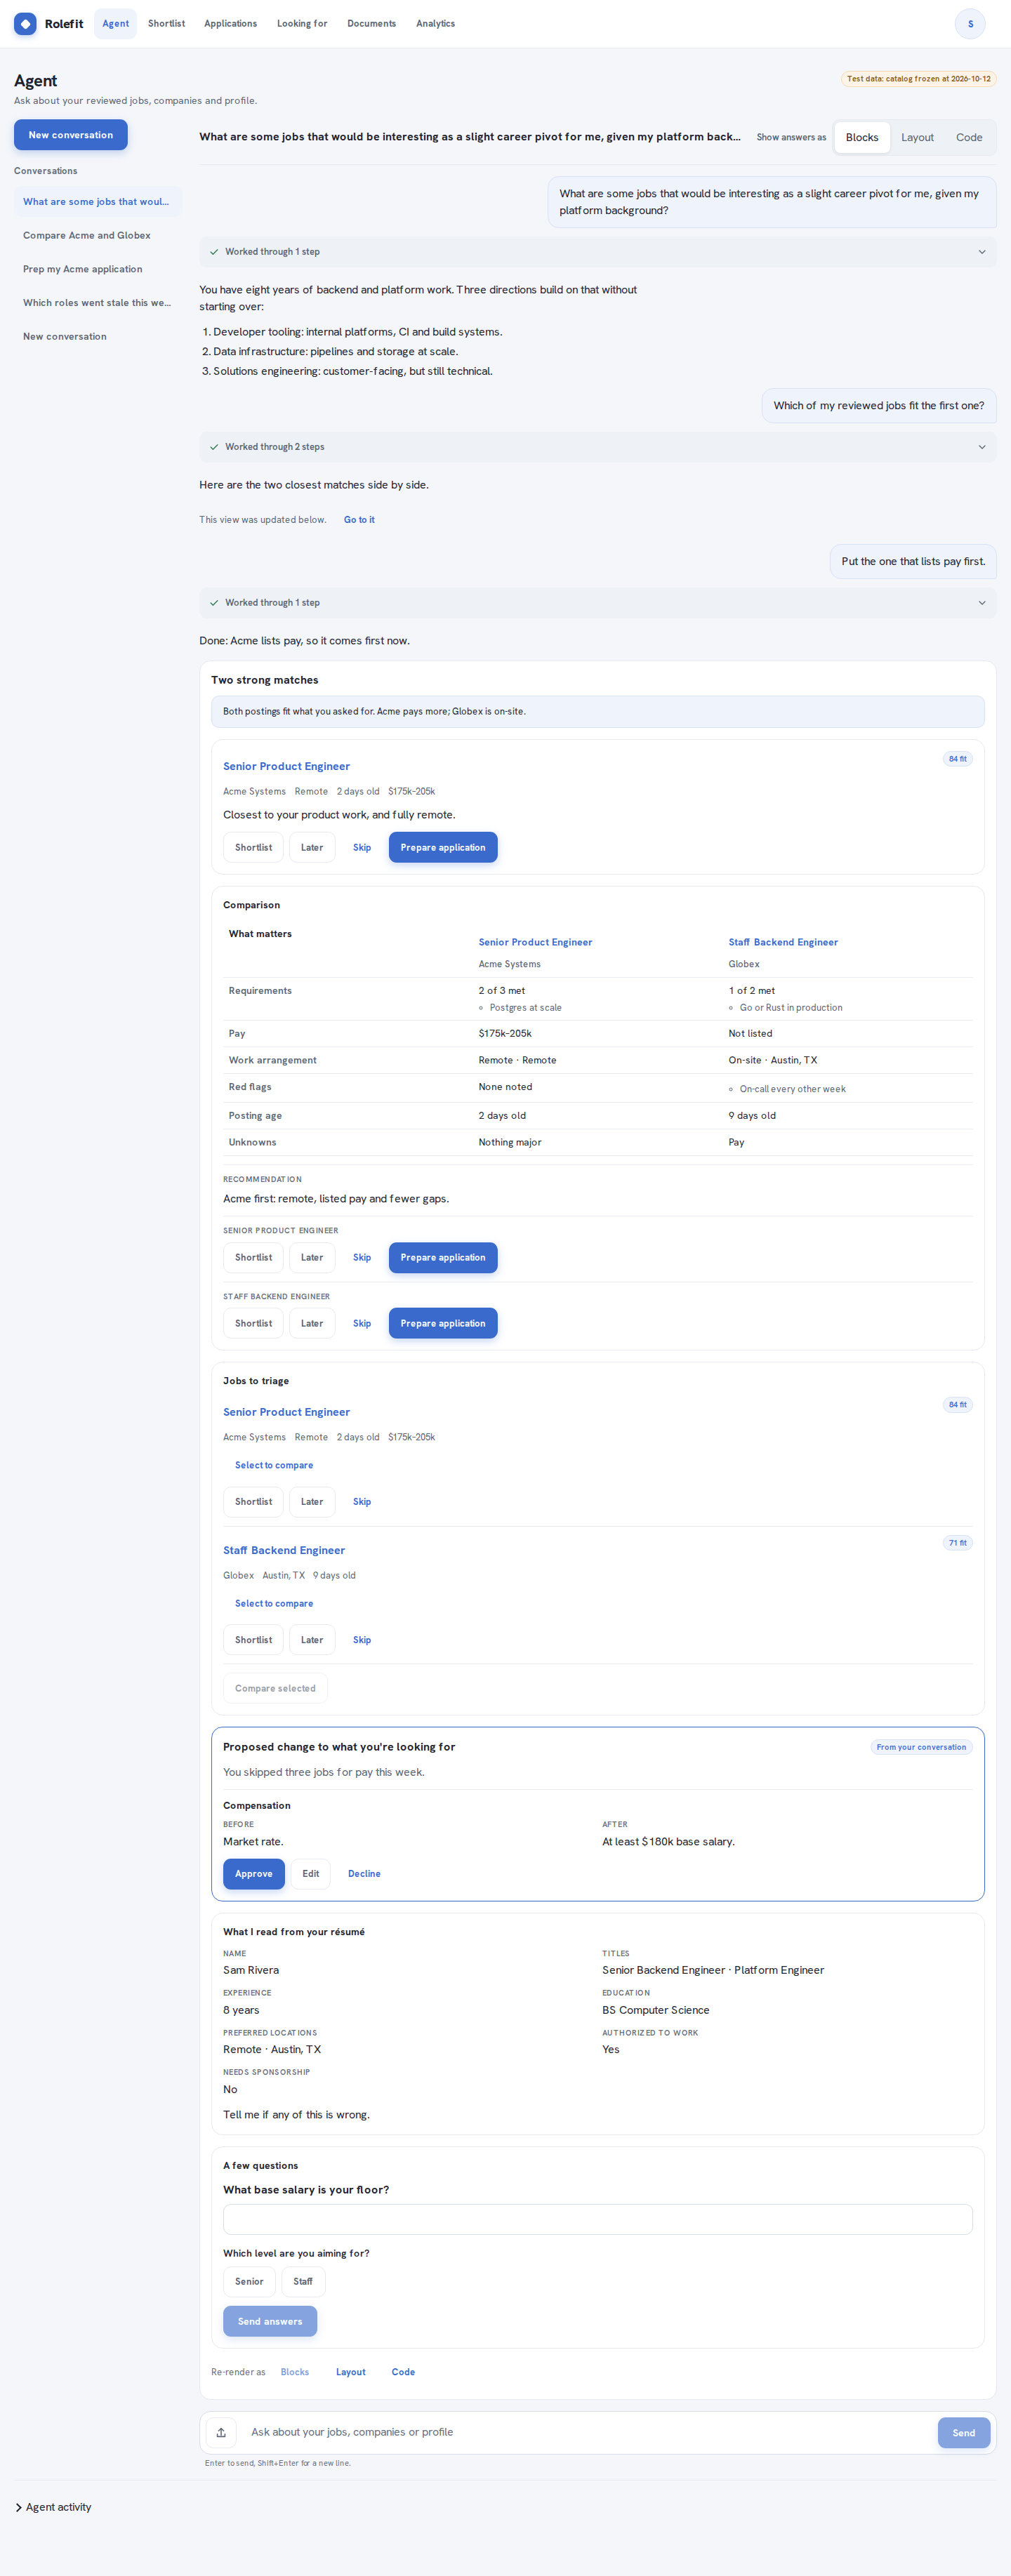 Rolefit
Agent
Shortlist
Applications
Looking for
Documents
Analytics
S
Agent
Test data: catalog frozen at 2026-10-12
Ask about your reviewed jobs, companies and profile.
New conversation
Conversations
What are some jobs that woul...
Compare Acme and Globex
Prep my Acme application
Which roles went stale this we...
New conversation
What are some jobs that would be interesting as a slight career pivot for me, given my platform back...
Show answers as
Blocks
Layout
Code
What are some jobs that would be interesting as a slight career pivot for me, given my
platform background?
Worked through 1 step
You have eight years of backend and platform work. Three directions build on that without
starting over:
1. Developer tooling: internal platforms, CI and build systems.
2. Data infrastructure: pipelines and storage at scale.
3. Solutions engineering: customer-facing, but still technical.
Which of my reviewed jobs fit the first one?
Worked through 2 steps
Here are the two closest matches side by side.
This view was updated below.
Go to it
Put the one that lists pay first.
Worked through 1 step
Done: Acme lists pay, so it comes first now.
Two strong matches
Both postings fit what you asked for. Acme pays more; Globex is on-site.
Senior Product Engineer
84 fit
Acme Systems Remote 2 days old $175k–205k
Closest to your product work, and fully remote.
Shortlist
Later
Skip
Prepare application
Comparison
What matters
Senior Product Engineer
Acme Systems
Staff Backend Engineer
Globex
Requirements
2 of 3 met
Postgres at scale
1 of 2 met
Go or Rust in production
Pay
$175k–205k
Not listed
Work arrangement
Remote · Remote
On-site · Austin, TX
Red flags
None noted
On-call every other week
Posting age
2 days old
9 days old
Unknowns
Nothing major
Pay
RECOMMENDATION
Acme first: remote, listed pay and fewer gaps.
SENIOR PRODUCT ENGINEER
Shortlist
Later
Skip
Prepare application
STAFF BACKEND ENGINEER
Shortlist
Later
Skip
Prepare application
Jobs to triage
Senior Product Engineer
84 fit
Acme Systems Remote 2 days old $175k–205k
Select to compare
Shortlist
Later
Skip
Staff Backend Engineer
71 fit
Globex Austin, TX 9 days old
Select to compare
Shortlist
Later
Skip
Compare selected
Proposed change to what you're looking for
From your conversation
You skipped three jobs for pay this week.
Compensation
BEFORE
Market rate.
AFTER
At least $180k base salary.
Approve
Edit
Decline
What I read from your résumé
NAME
Sam Rivera
TITLES
Senior Backend Engineer · Platform Engineer
EXPERIENCE
8 years
EDUCATION
BS Computer Science
PREFERRED LOCATIONS
Remote · Austin, TX
AUTHORIZED TO WORK
Yes
NEEDS SPONSORSHIP
No
Tell me if any of this is wrong.
A few questions
What base salary is your floor?
Which level are you aiming for?
Senior
Staff
Send answers
Re-render as
Blocks
Layout
Code
Ask about your jobs, companies or profile
Send
Enter to send, Shift+Enter for a new line.
Agent activity